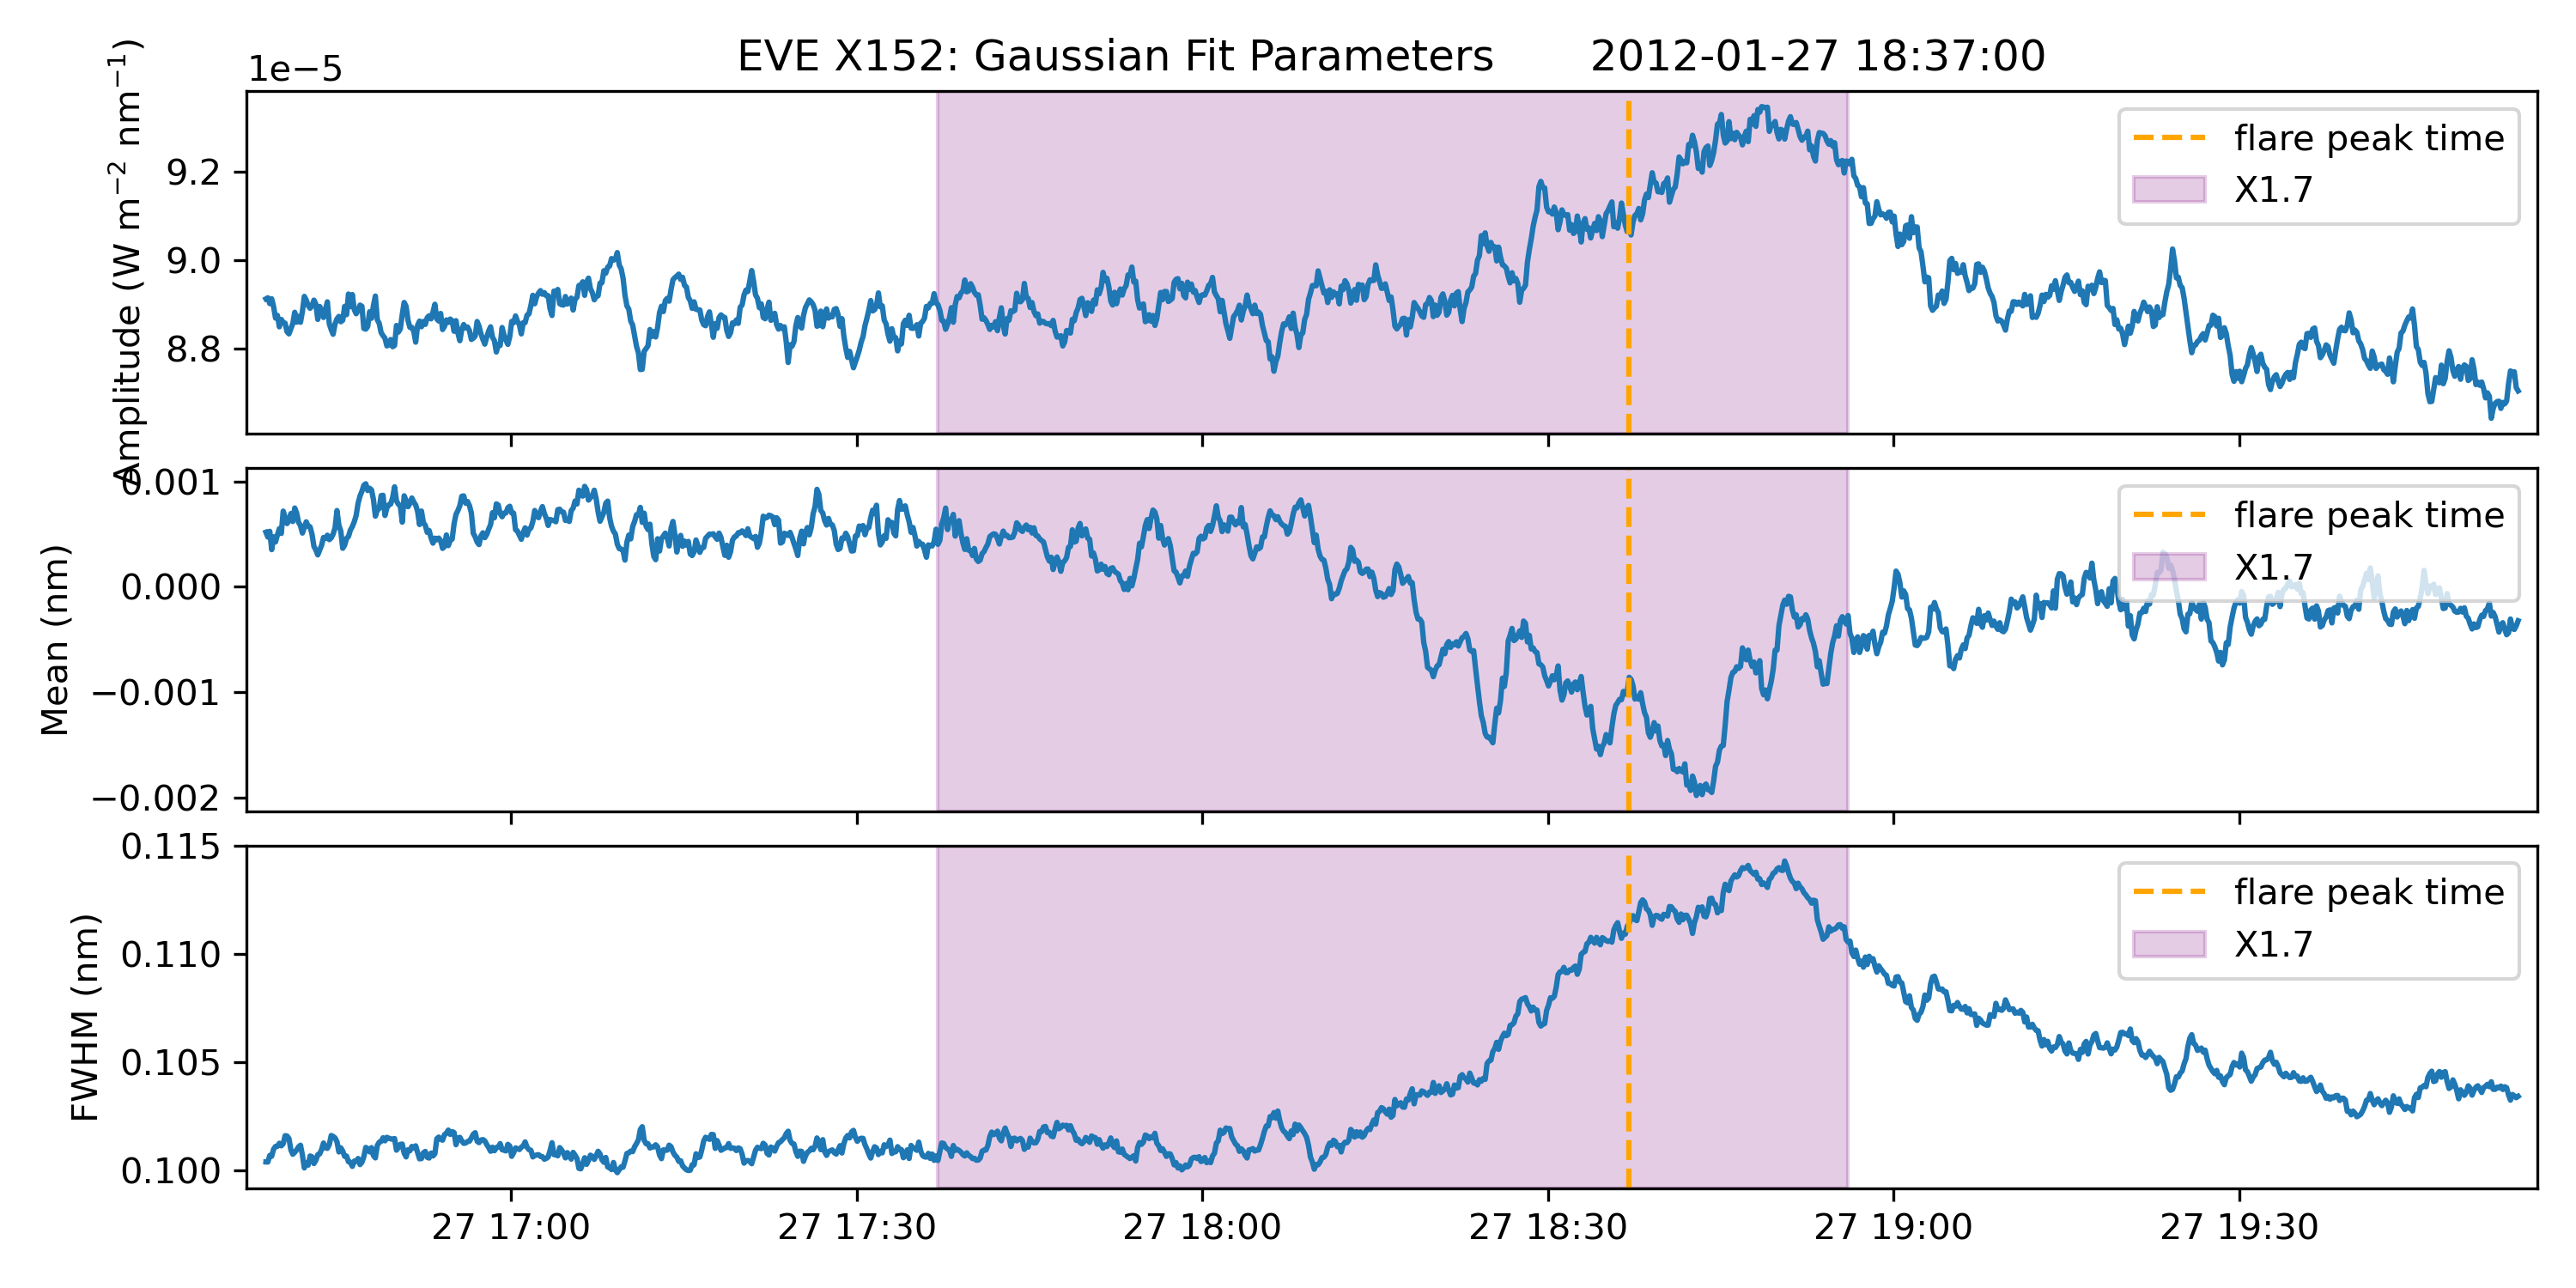 EVE X152: Gaussian Fit Parameters 2012-01-27 18:37:00
1e−5
Amplitude (W m⁻² nm⁻¹)
9.2
9.0
8.8
flare peak time
X1.7
Mean (nm)
0.001
0.000
−0.001
−0.002
flare peak time
X1.7
FWHM (nm)
0.115
0.110
0.105
0.100
flare peak time
X1.7
27 17:00 27 17:30 27 18:00 27 18:30 27 19:00 27 19:30